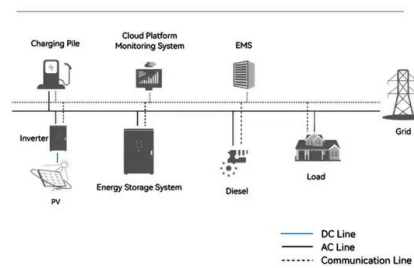 Charging Pile
Cloud Platform
Monitoring System
EMS
Grid
Inverter
PV
Energy Storage System
Diesel
Load
DC Line
AC Line
Communication Line